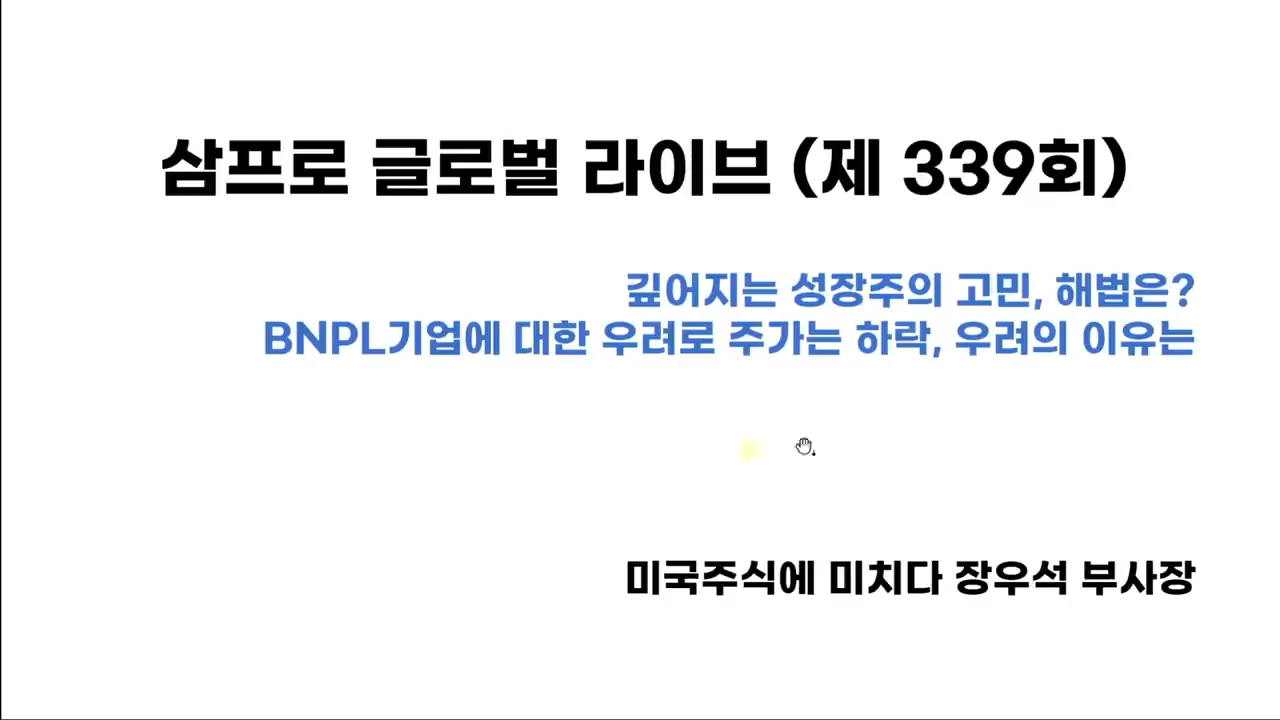 삼프로 글로벌 라이브 (제 339회)
깊어지는 성장주의 고민, 해법은?
BNPL기업에 대한 우려로 주가는 하락, 우려의 이유는
미국주식에 미치다 장우석 부사장